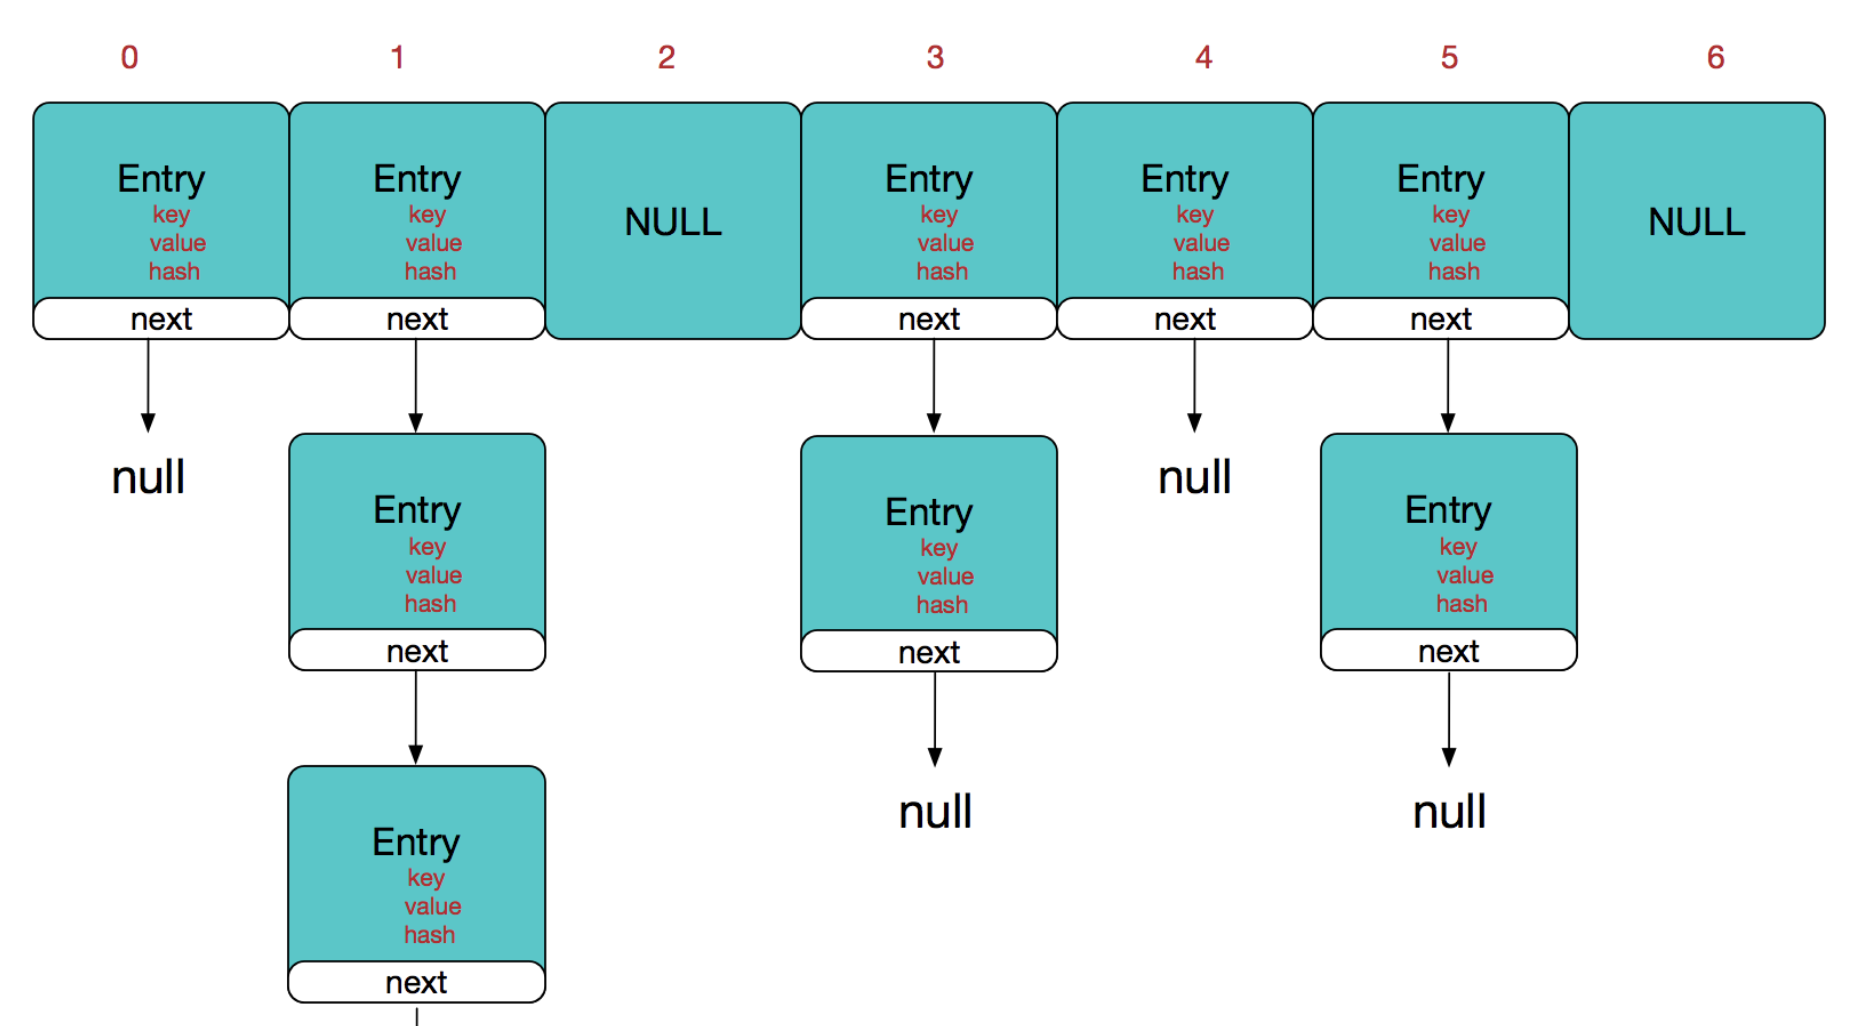 0 1 2 3 4 5 6
Entry Entry Entry Entry Entry
key key key key key
NULL NULL
value value value value value
hash hash hash hash hash
next next next next next
null null
Entry Entry Entry
key key key
value value value
hash hash hash
next next next
null null
Entry
key
value
hash
next